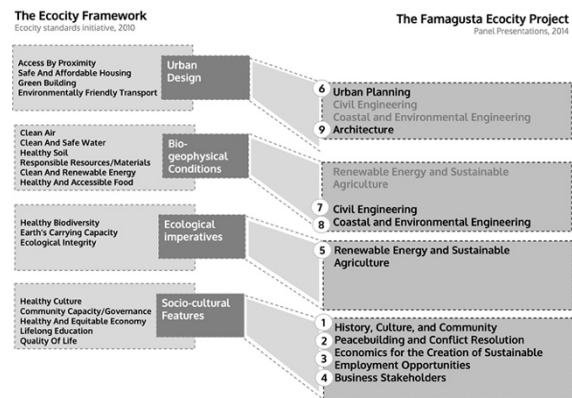 The Ecocity Framework
Ecocity standards initiative, 2010
The Famagusta Ecocity Project
Panel Presentations, 2014
Access By Proximity
Safe And Affordable Housing
Green Building
Environmentally Friendly Transport
Urban
Design
6 Urban Planning
Civil Engineering
Coastal and Environmental Engineering
9 Architecture
Clean Air
Clean And Safe Water
Healthy Soil
Responsible Resources/Materials
Clean And Renewable Energy
Healthy And Accessible Food
Bio-
geophysical
Conditions
Renewable Energy and Sustainable
Agriculture
7 Civil Engineering
8 Coastal and Environmental Engineering
Healthy Biodiversity
Earth's Carrying Capacity
Ecological Integrity
Ecological
imperatives
5 Renewable Energy and Sustainable
Agriculture
Healthy Culture
Community Capacity/Governance
Healthy And Equitable Economy
Lifelong Education
Quality Of Life
Socio-cultural
Features
1 History, Culture, and Community
2 Peacebuilding and Conflict Resolution
3 Economics for the Creation of Sustainable
Employment Opportunities
4 Business Stakeholders